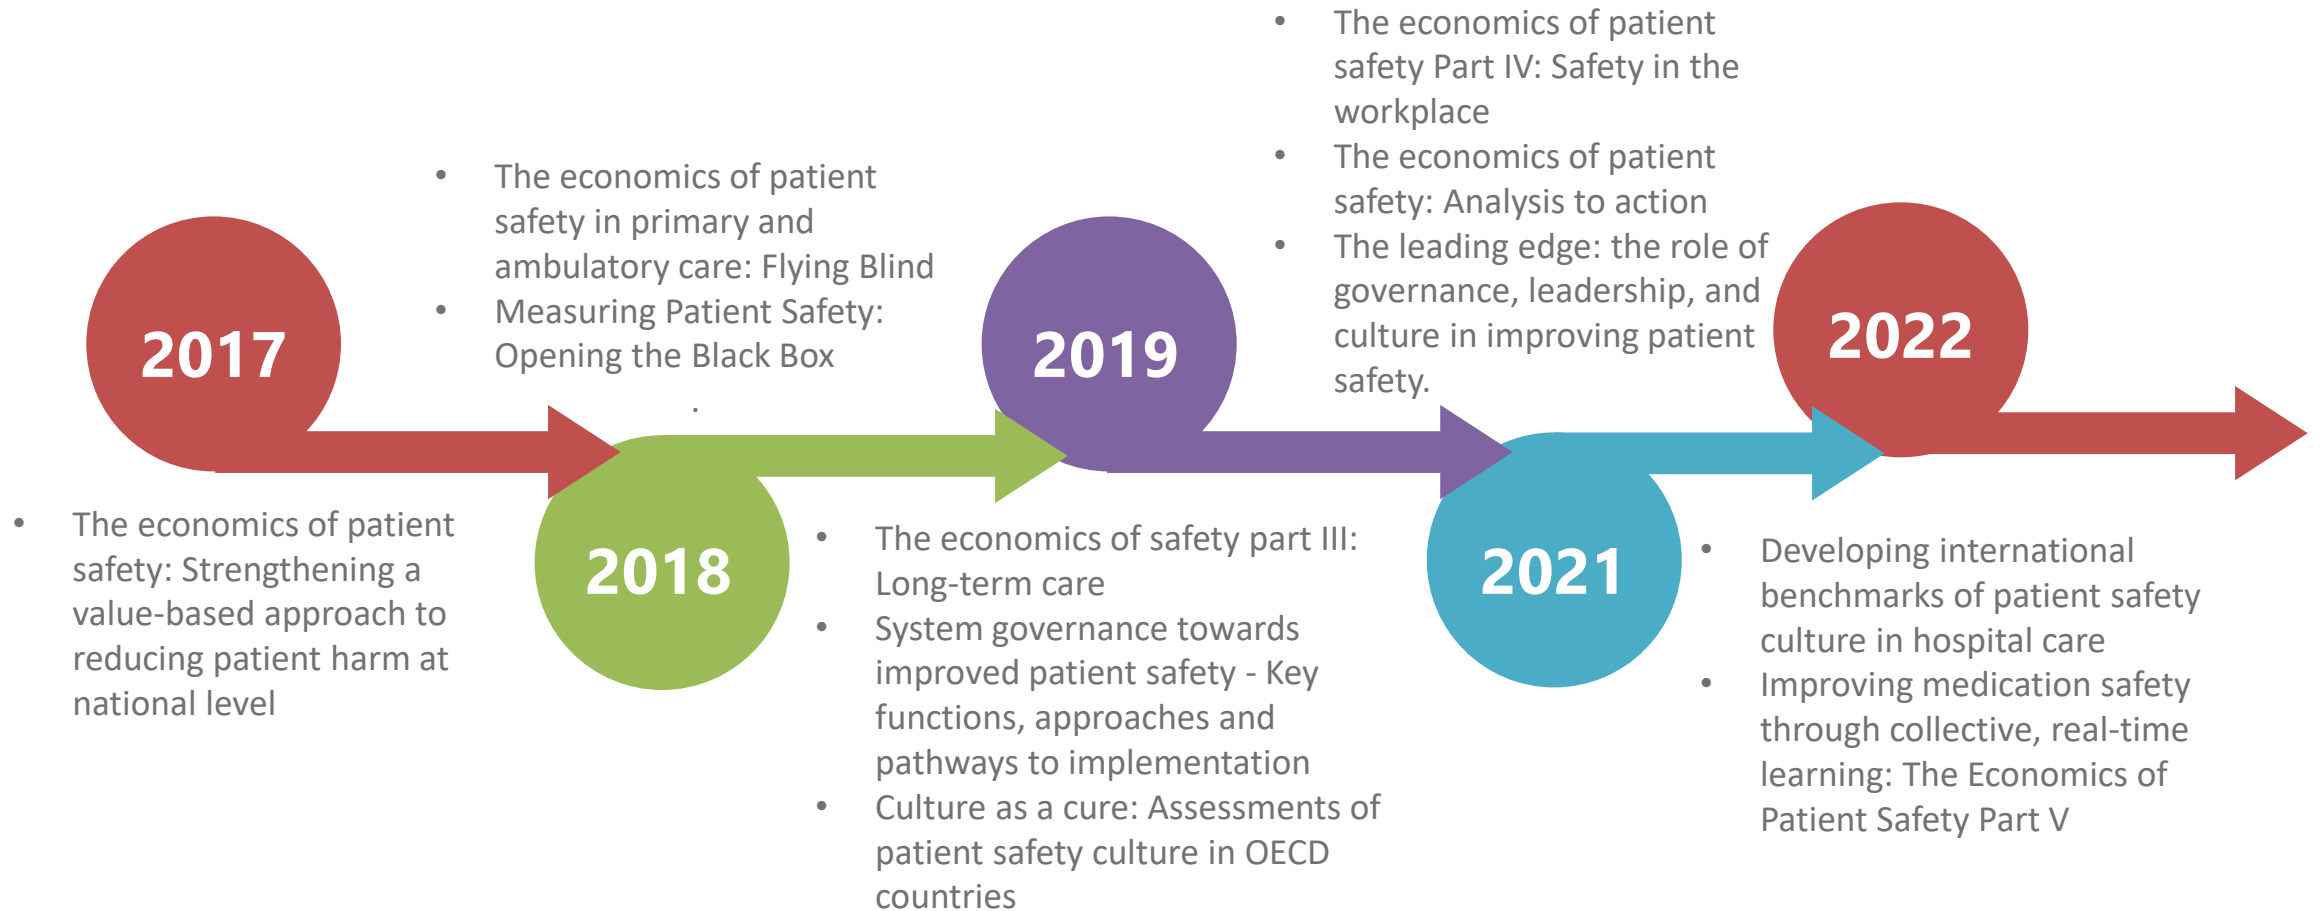 2017
• The economics of patient
safety: Strengthening a
value-based approach to
reducing patient harm at
national level
• The economics of patient
safety in primary and
ambulatory care: Flying Blind
• Measuring Patient Safety:
Opening the Black Box
.
2018
2019
• The economics of safety part III:
Long-term care
• System governance towards
improved patient safety - Key
functions, approaches and
pathways to implementation
• Culture as a cure: Assessments of
patient safety culture in OECD
countries
• The economics of patient
safety Part IV: Safety in the
workplace
• The economics of patient
safety: Analysis to action
• The leading edge: the role of
governance, leadership, and
culture in improving patient
safety.
2021
2022
• Developing international
benchmarks of patient safety
culture in hospital care
• Improving medication safety
through collective, real-time
learning: The Economics of
Patient Safety Part V